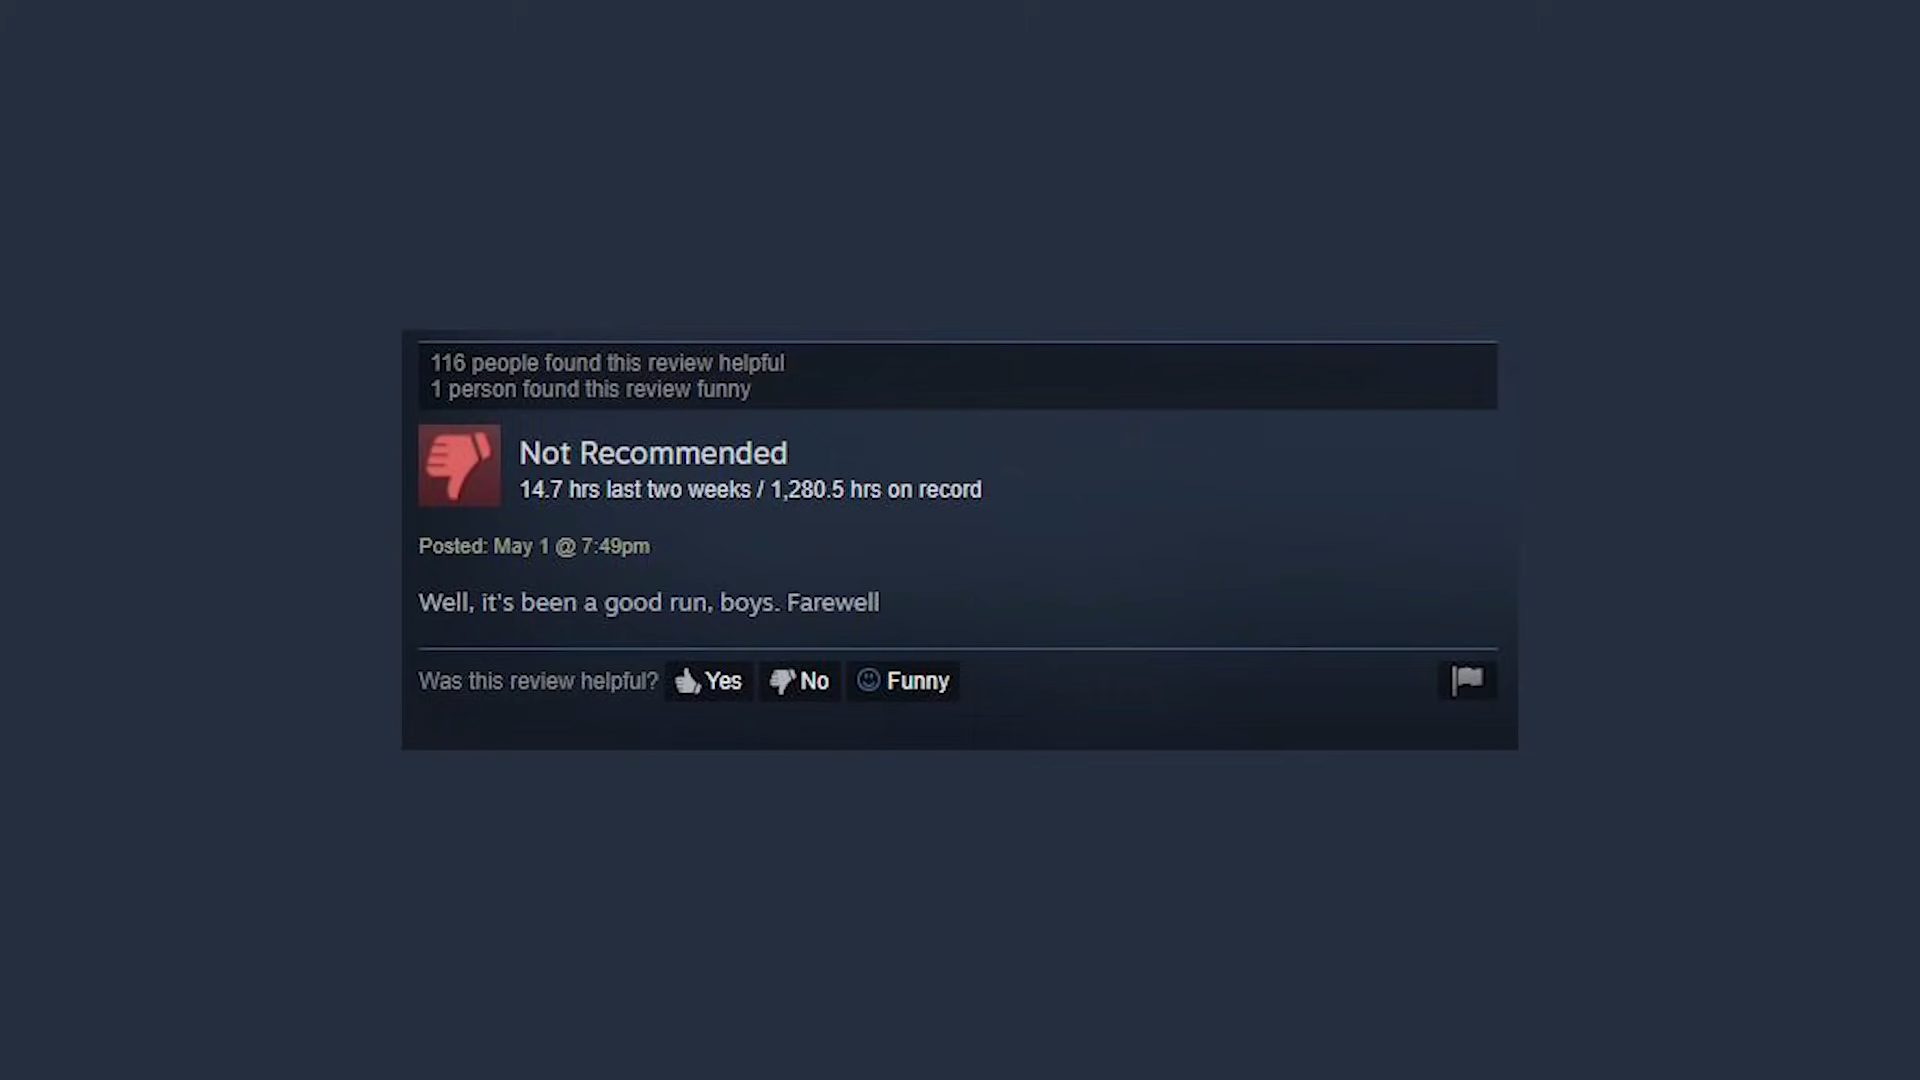 116 people found this review helpful
1 person found this review funny
Not Recommended
14.7 hrs last two weeks / 1,280.5 hrs on record
Posted: May 1 @ 7:49pm
Well, it's been a good run, boys. Farewell
Was this review helpful? Yes No Funny